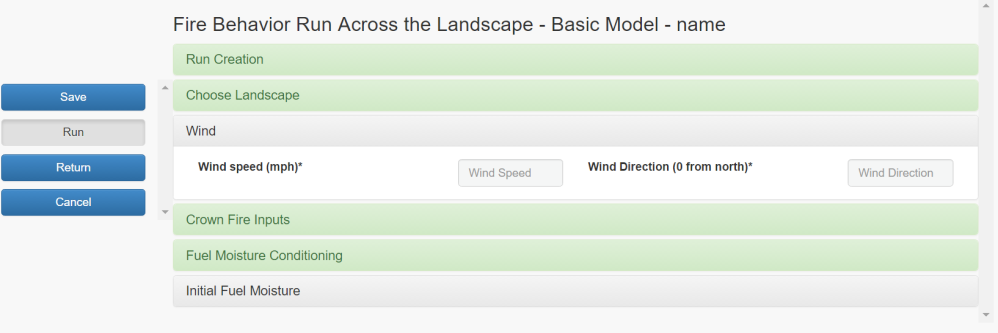 Fire Behavior Run Across the Landscape - Basic Model - name
Run Creation
Choose Landscape
Save
Run
Return
Cancel
Wind
Wind speed (mph)* Wind Speed Wind Direction (0 from north)* Wind Direction
Crown Fire Inputs
Fuel Moisture Conditioning
Initial Fuel Moisture